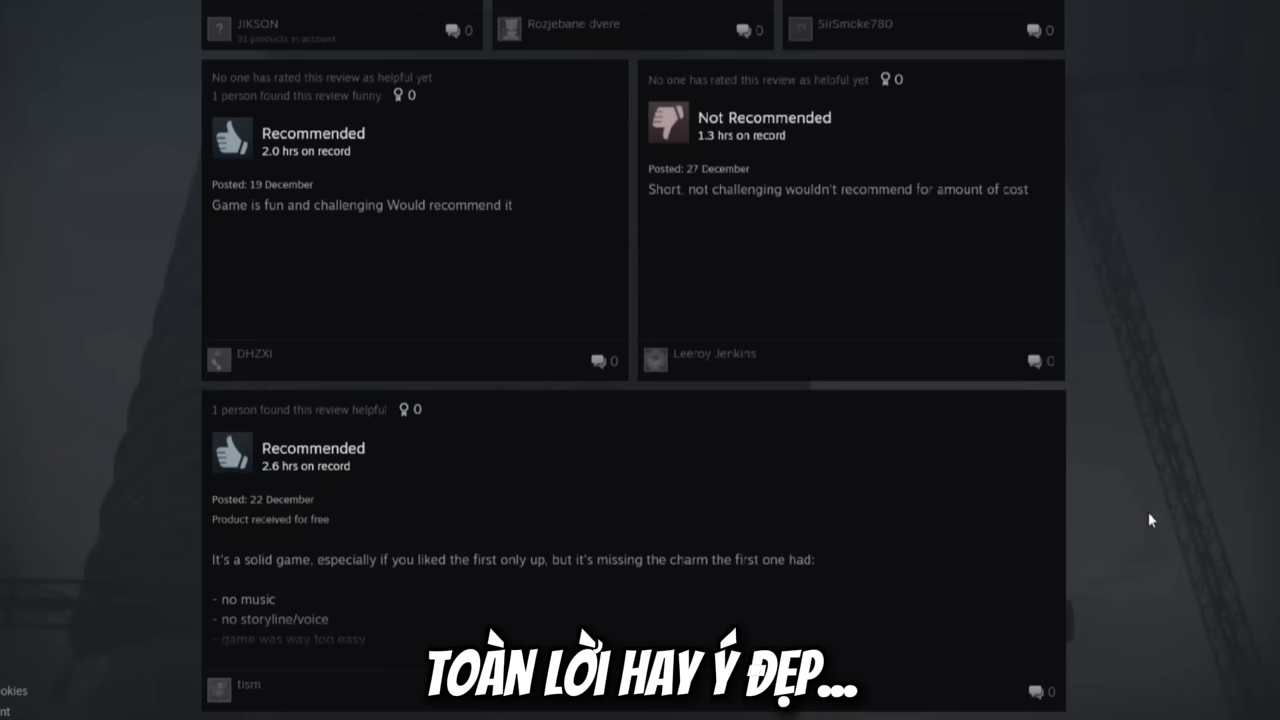 JIKSON
31 products in account
0
Rozjebane dvere
0
SirSmoke780
0
No one has rated this review as helpful yet
1 person found this review funny 0
Recommended
2.0 hrs on record
Posted: 19 December
Game is fun and challenging Would recommend it
DHZXI
0
No one has rated this review as helpful yet 0
Not Recommended
1.3 hrs on record
Posted: 27 December
Short, not challenging wouldn't recommend for amount of cost
Leeroy Jenkins
0
1 person found this review helpful 0
Recommended
2.6 hrs on record
Posted: 22 December
Product received for free
It's a solid game, especially if you liked the first only up, but it's missing the charm the first one had:
- no music
- no storyline/voice
- game was way too easy
TOÀN LỜI HAY Ý ĐẸP...
tism
0
ookies
nt